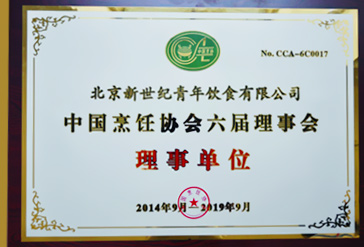 No. CCA-6C0017
北京新世纪青年饮食有限公司
中国烹饪协会六届理事会
理事单位
2014年9月—2019年9月